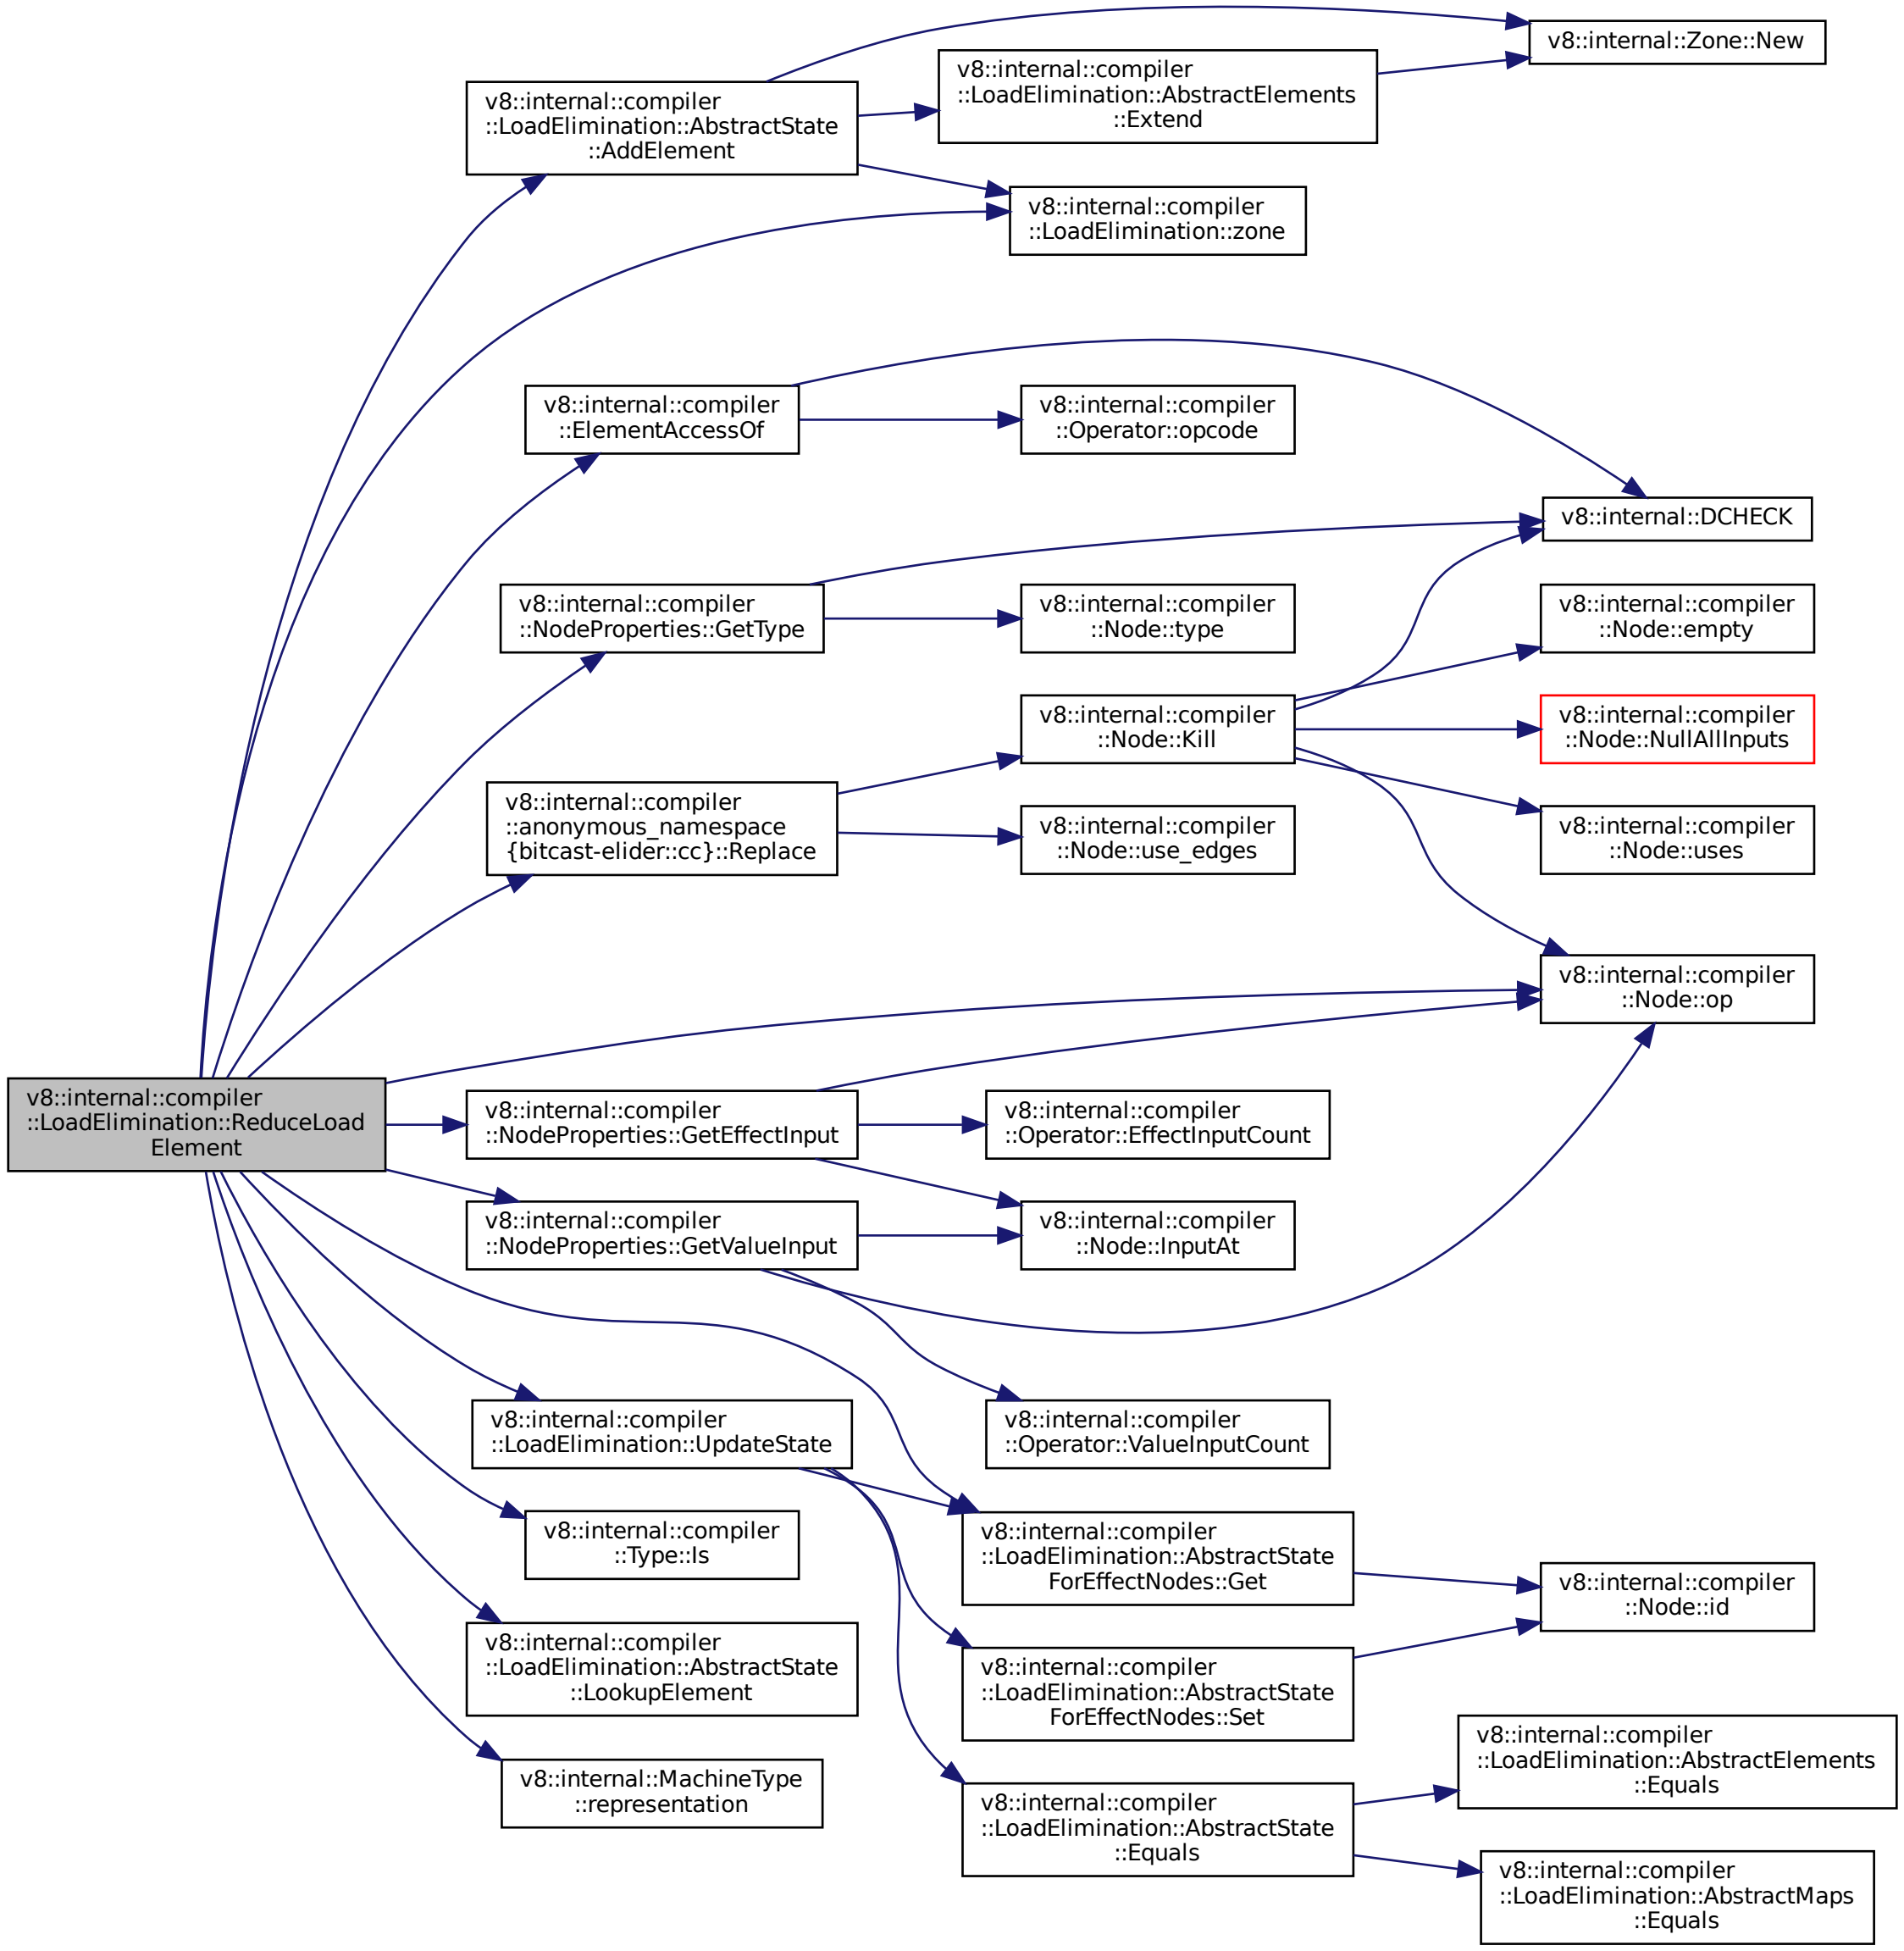 v8::internal::compiler
::LoadElimination::ReduceLoad
Element
v8::internal::compiler
::LoadElimination::AbstractState
::AddElement
v8::internal::compiler
::LoadElimination::AbstractElements
::Extend
v8::internal::Zone::New
v8::internal::compiler
::LoadElimination::zone
v8::internal::compiler
::ElementAccessOf
v8::internal::compiler
::Operator::opcode
v8::internal::DCHECK
v8::internal::compiler
::NodeProperties::GetType
v8::internal::compiler
::Node::type
v8::internal::compiler
::Node::empty
v8::internal::compiler
::anonymous_namespace
{bitcast-elider::cc}::Replace
v8::internal::compiler
::Node::Kill
v8::internal::compiler
::Node::NullAllInputs
v8::internal::compiler
::Node::use_edges
v8::internal::compiler
::Node::uses
v8::internal::compiler
::Node::op
v8::internal::compiler
::NodeProperties::GetEffectInput
v8::internal::compiler
::Operator::EffectInputCount
v8::internal::compiler
::NodeProperties::GetValueInput
v8::internal::compiler
::Node::InputAt
v8::internal::compiler
::LoadElimination::UpdateState
v8::internal::compiler
::Operator::ValueInputCount
v8::internal::compiler
::Type::Is
v8::internal::compiler
::LoadElimination::AbstractState
ForEffectNodes::Get
v8::internal::compiler
::Node::id
v8::internal::compiler
::LoadElimination::AbstractState
::LookupElement
v8::internal::compiler
::LoadElimination::AbstractState
ForEffectNodes::Set
v8::internal::MachineType
::representation
v8::internal::compiler
::LoadElimination::AbstractState
::Equals
v8::internal::compiler
::LoadElimination::AbstractElements
::Equals
v8::internal::compiler
::LoadElimination::AbstractMaps
::Equals